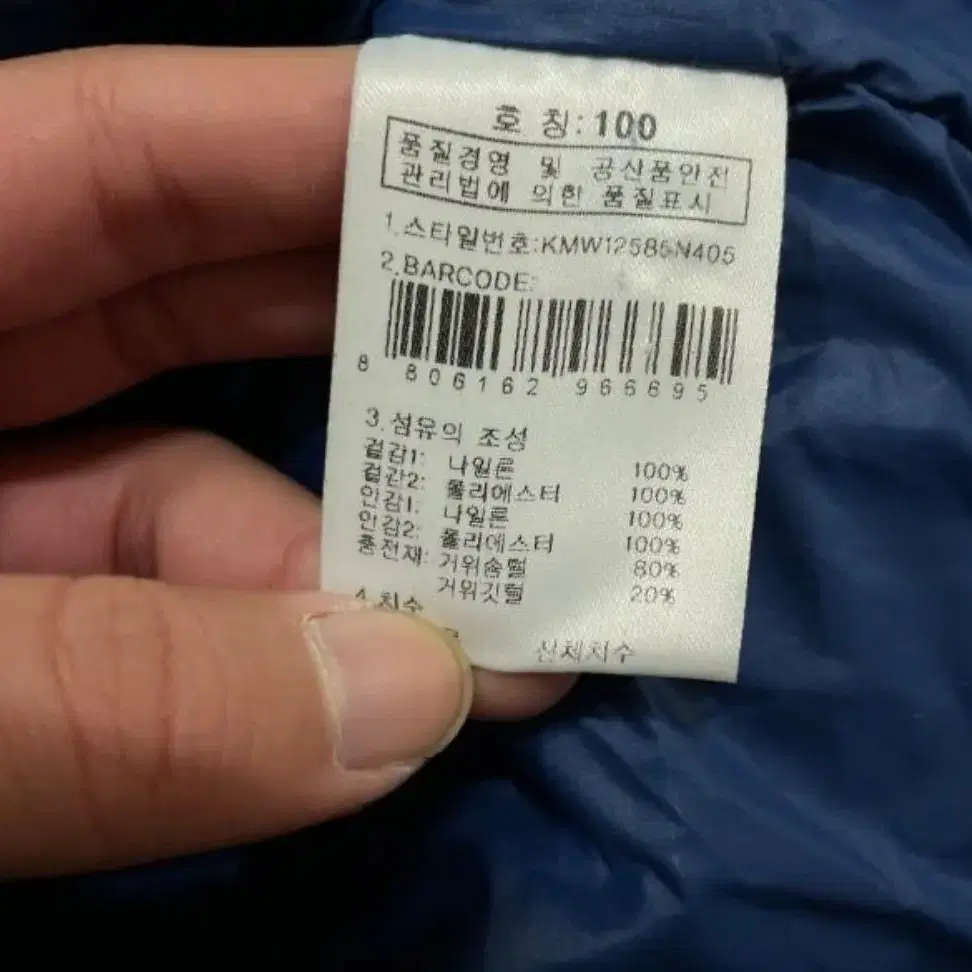 호 칭:100
품질경영 및 공산품안전
관리법에 의한 품질표시
1.스타일번호:KMW12585N405
2.BARCODE:
8 806162 966695
3.섬유의 조성
겉감1: 나일론 100%
겉감2: 폴리에스터 100%
안감1: 나일론 100%
안감2: 폴리에스터 100%
충전재: 거위솜털 80%
거위깃털 20%
4.치수
신체치수